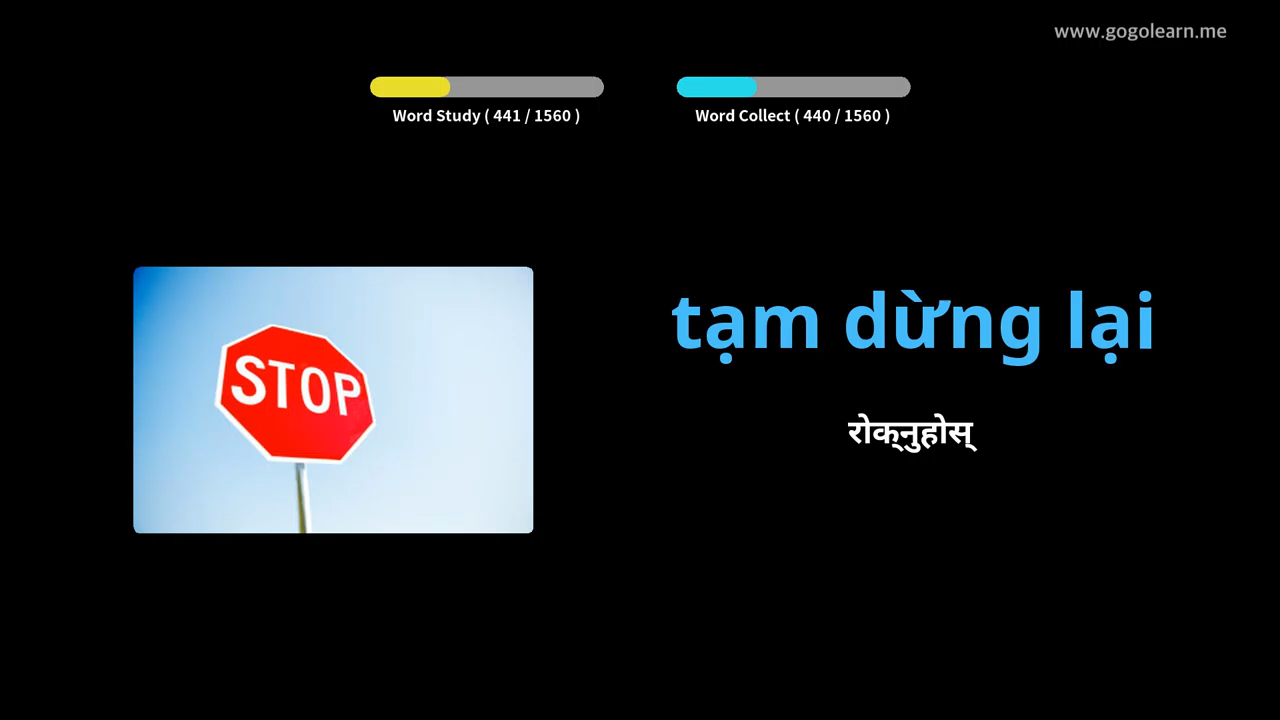 www.gogolearn.me
Word Study ( 441 / 1560 )
Word Collect ( 440 / 1560 )
STOP
tạm dừng lại
रोक्नुहोस्